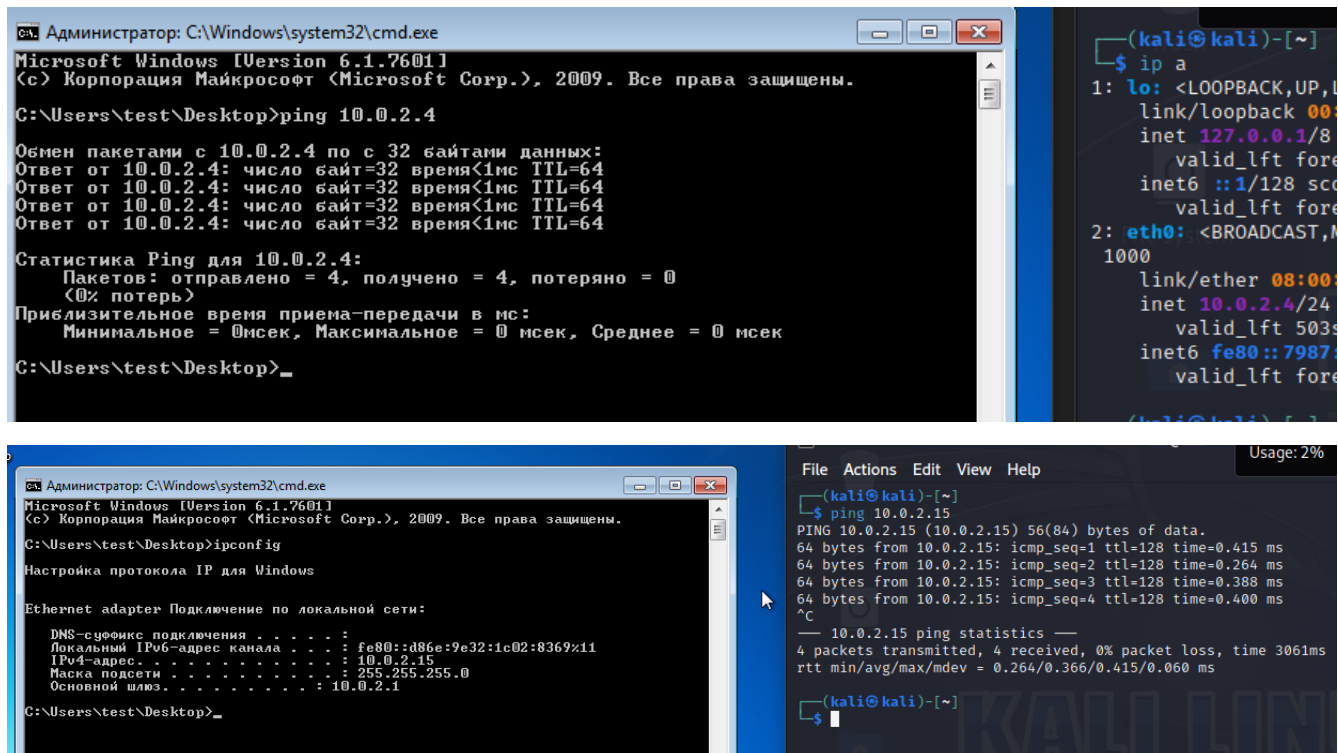 Администратор: C:\Windows\system32\cmd.exe
Microsoft Windows [Version 6.1.7601]
(c) Корпорация Майкрософт (Microsoft Corp.), 2009. Все права защищены.
C:\Users\test\Desktop>ping 10.0.2.4
Обмен пакетами с 10.0.2.4 по с 32 байтами данных:
Ответ от 10.0.2.4: число байт=32 время<1мс TTL=64
Ответ от 10.0.2.4: число байт=32 время<1мс TTL=64
Ответ от 10.0.2.4: число байт=32 время<1мс TTL=64
Ответ от 10.0.2.4: число байт=32 время<1мс TTL=64
Статистика Ping для 10.0.2.4:
Пакетов: отправлено = 4, получено = 4, потеряно = 0
(0% потерь)
Приблизительное время приема-передачи в мс:
Минимальное = 0мсек, Максимальное = 0 мсек, Среднее = 0 мсек
C:\Users\test\Desktop>_
(kali㉿kali)-[~]
$ ip a
1: lo: <LOOPBACK,UP,
link/loopback 00:
inet 127.0.0.1/8
valid_lft fore
inet6 ::1/128 sco
valid_lft fore
2: eth0: <BROADCAST,
1000
link/ether 08:00:
inet 10.0.2.4/24
valid_lft 503s
inet6 fe80::7987:
valid_lft fore
Администратор: C:\Windows\system32\cmd.exe
Microsoft Windows [Version 6.1.7601]
(c) Корпорация Майкрософт (Microsoft Corp.), 2009. Все права защищены.
C:\Users\test\Desktop>ipconfig
Настройка протокола IP для Windows
Ethernet adapter Подключение по локальной сети:
DNS-суффикс подключения . . . . . :
Локальный IPv6-адрес канала . . . : fe80::d86e:9e32:1c02:8369%11
IPv4-адрес. . . . . . . . . . . . : 10.0.2.15
Маска подсети . . . . . . . . . . : 255.255.255.0
Основной шлюз. . . . . . . . . : 10.0.2.1
C:\Users\test\Desktop>_
Usage: 2%
File Actions Edit View Help
(kali㉿kali)-[~]
$ ping 10.0.2.15
PING 10.0.2.15 (10.0.2.15) 56(84) bytes of data.
64 bytes from 10.0.2.15: icmp_seq=1 ttl=128 time=0.415 ms
64 bytes from 10.0.2.15: icmp_seq=2 ttl=128 time=0.264 ms
64 bytes from 10.0.2.15: icmp_seq=3 ttl=128 time=0.388 ms
64 bytes from 10.0.2.15: icmp_seq=4 ttl=128 time=0.400 ms
^C
— 10.0.2.15 ping statistics —
4 packets transmitted, 4 received, 0% packet loss, time 3061ms
rtt min/avg/max/mdev = 0.264/0.366/0.415/0.060 ms
(kali㉿kali)-[~]
$
KALI LIN